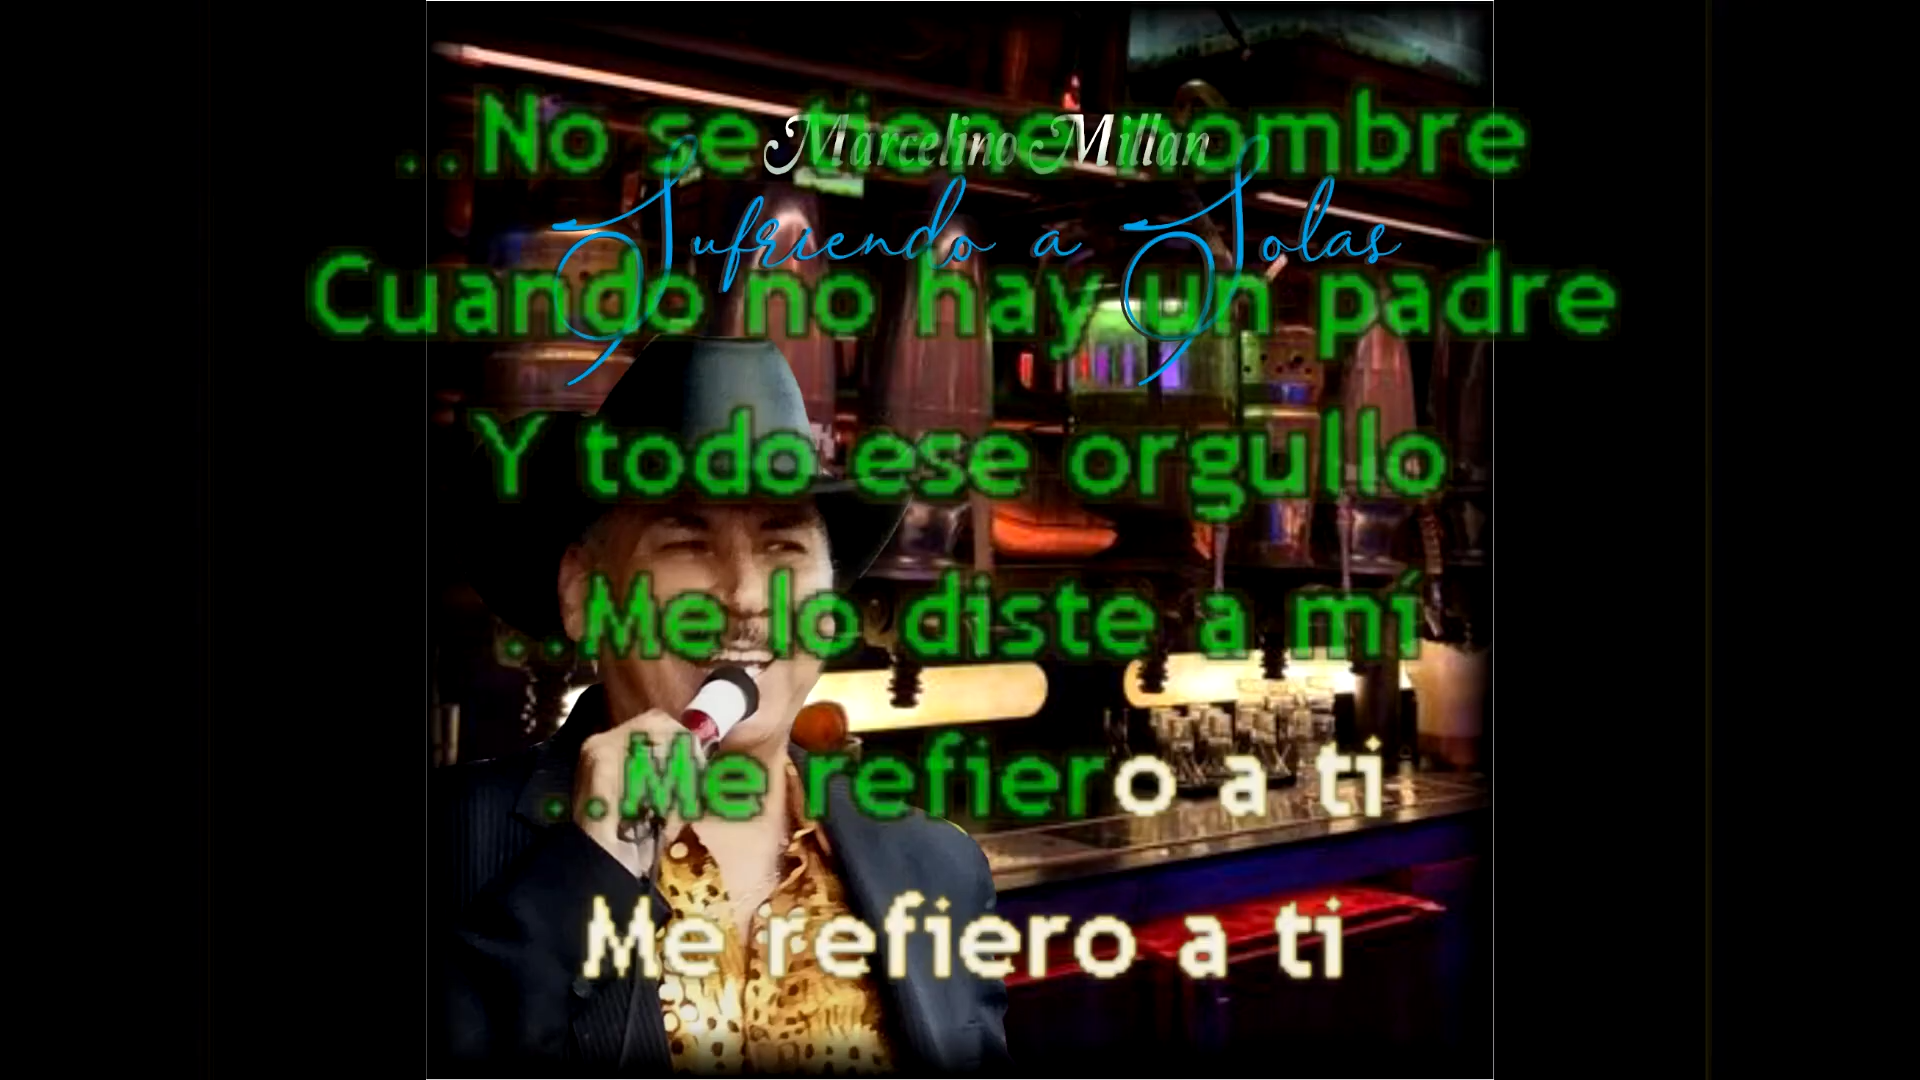 ..No se tiene nombre
Marcelino Millan
Sufriendo a Solas
Cuando no hay un padre
Y todo ese orgullo
..Me lo diste a mí
..Me refiero a ti
Me refiero a ti